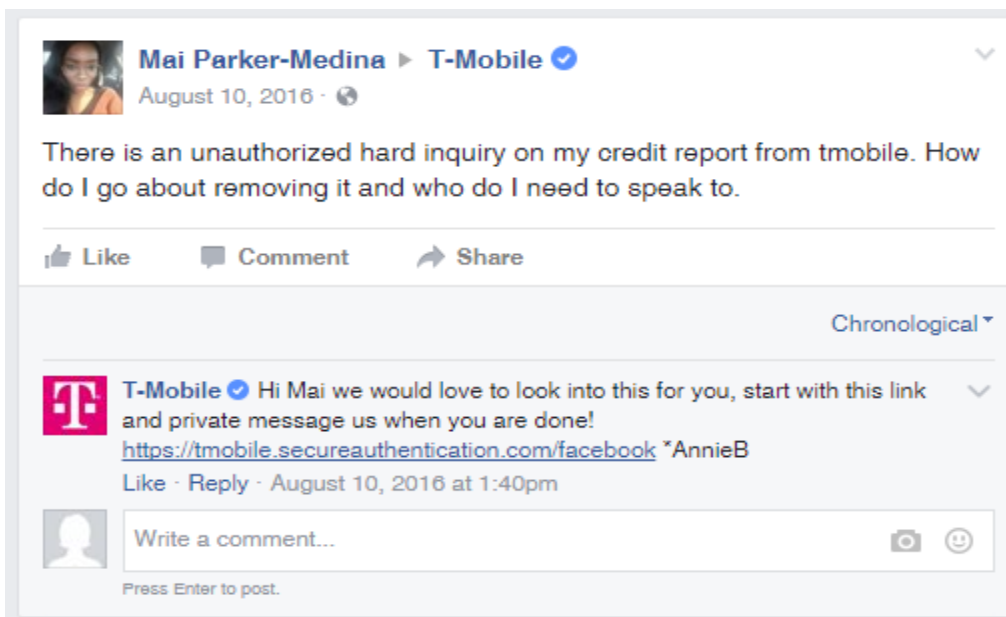 Mai Parker-Medina ▸ T-Mobile
August 10, 2016 ·
There is an unauthorized hard inquiry on my credit report from tmobile. How
do I go about removing it and who do I need to speak to.
Like Comment Share
Chronological
T-Mobile Hi Mai we would love to look into this for you, start with this link
and private message us when you are done!
https://tmobile.secureauthentication.com/facebook *AnnieB
Like · Reply · August 10, 2016 at 1:40pm
Write a comment...
Press Enter to post.